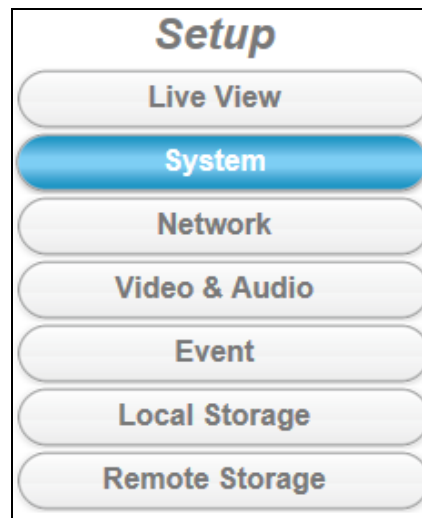 Setup
Live View
System
Network
Video & Audio
Event
Local Storage
Remote Storage